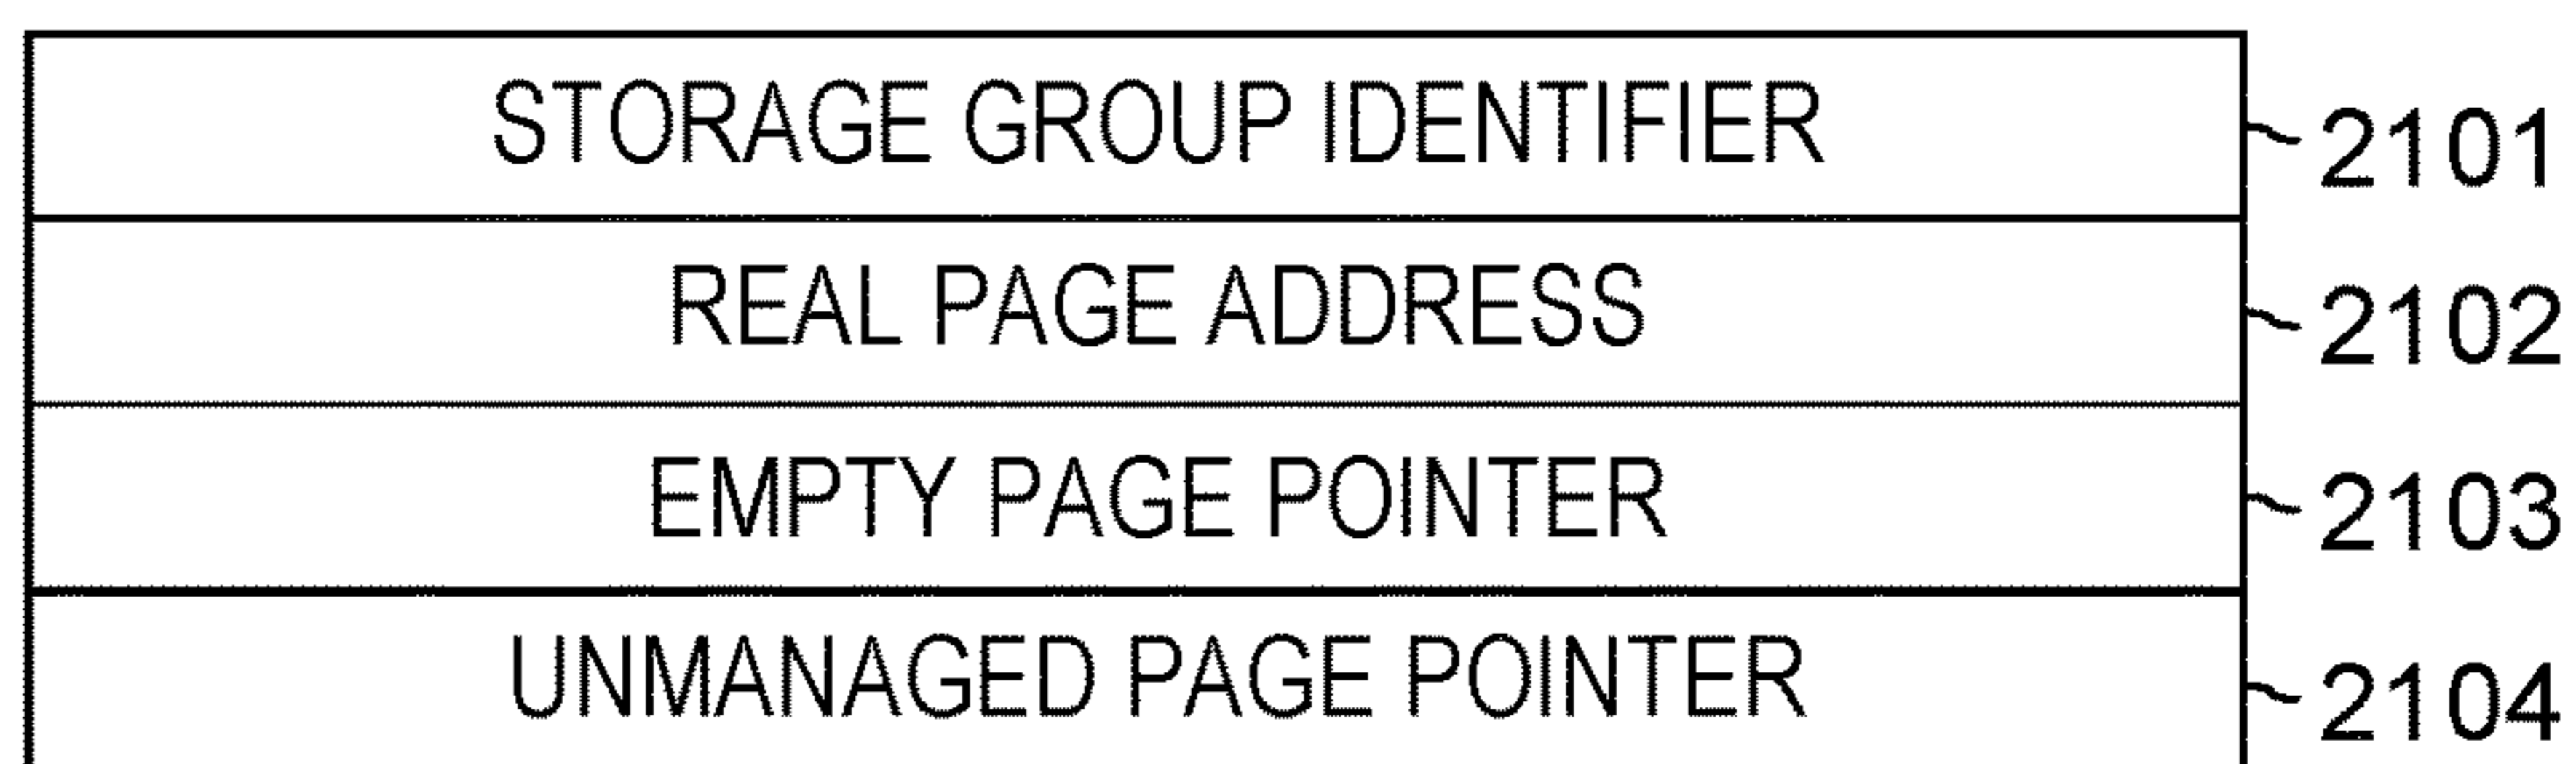 STORAGE GROUP IDENTIFIER 2101
REAL PAGE ADDRESS 2102
EMPTY PAGE POINTER 2103
UNMANAGED PAGE POINTER 2104